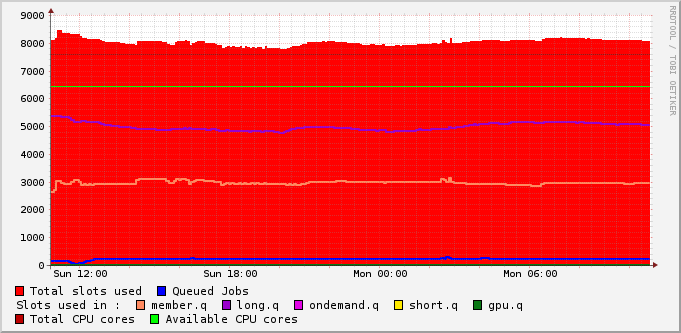 RRDTOOL / TOBI OETIKER
9000
8000
7000
6000
5000
4000
3000
2000
1000
0
Sun 12:00 Sun 18:00 Mon 00:00 Mon 06:00
Total slots used Queued Jobs
Slots used in : member.q long.q ondemand.q short.q gpu.q
Total CPU cores Available CPU cores